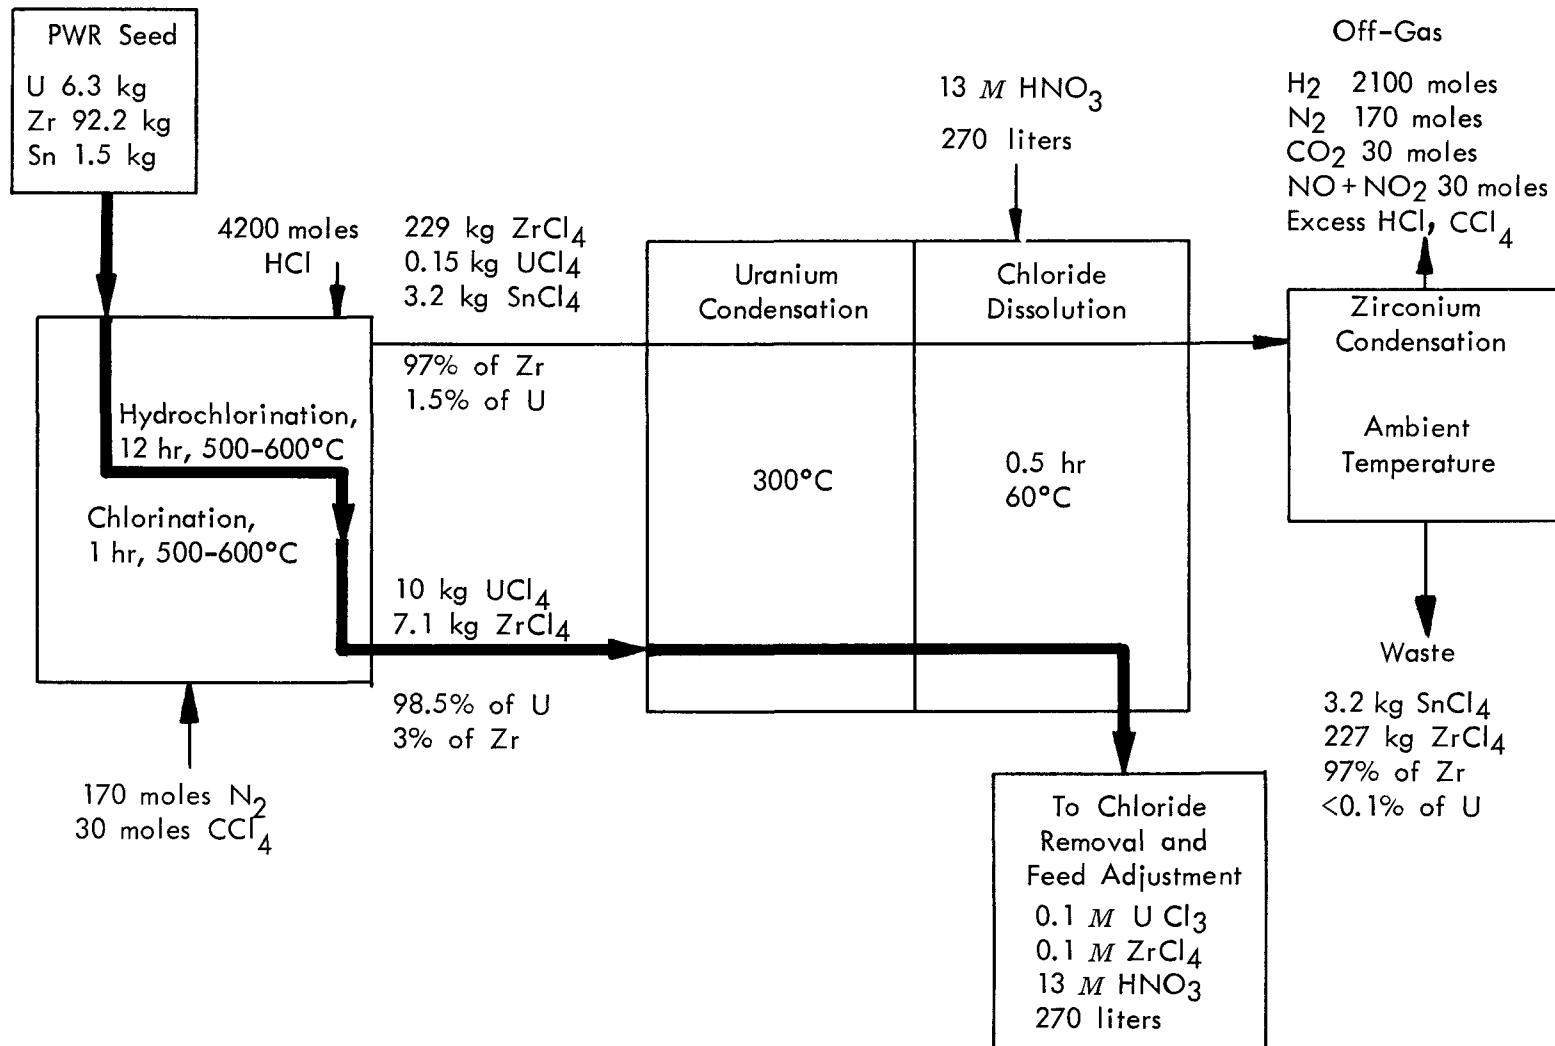 PWR Seed
U 6.3 kg
Zr 92.2 kg
Sn 1.5 kg
4200 moles
HCl
229 kg ZrCl4
0.15 kg UCl4
3.2 kg SnCl4
97% of Zr
1.5% of U
Hydrochlorination,
12 hr, 500-600°C
Chlorination,
1 hr, 500-600°C
10 kg UCl4
7.1 kg ZrCl4
98.5% of U
3% of Zr
170 moles N2
30 moles CCl4
13 M HNO3
270 liters
Uranium
Condensation
300°C
Chloride
Dissolution
0.5 hr
60°C
Off-Gas
H2 2100 moles
N2 170 moles
CO2 30 moles
NO + NO2 30 moles
Excess HCl, CCl4
Zirconium
Condensation
Ambient
Temperature
Waste
3.2 kg SnCl4
227 kg ZrCl4
97% of Zr
<0.1% of U
To Chloride
Removal and
Feed Adjustment
0.1 M U Cl3
0.1 M ZrCl4
13 M HNO3
270 liters